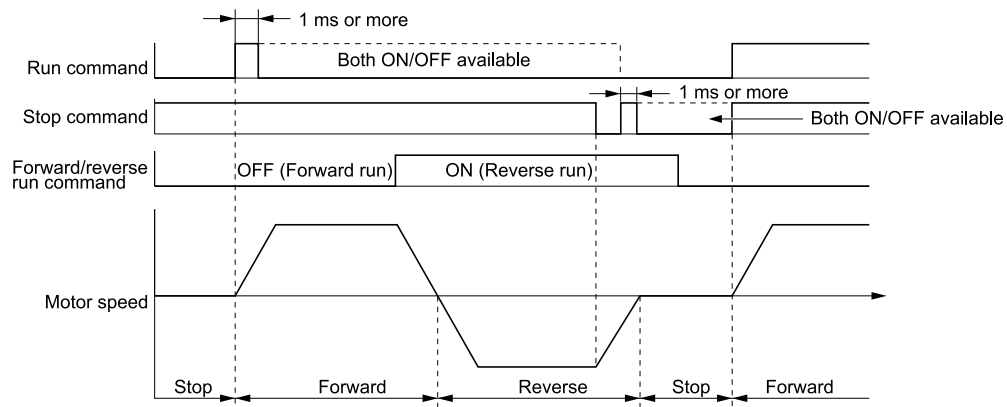 1 ms or more
Run command
Both ON/OFF available
1 ms or more
Stop command
Both ON/OFF available
Forward/reverse
run command
OFF (Forward run)
ON (Reverse run)
Motor speed
Stop
Forward
Reverse
Stop
Forward